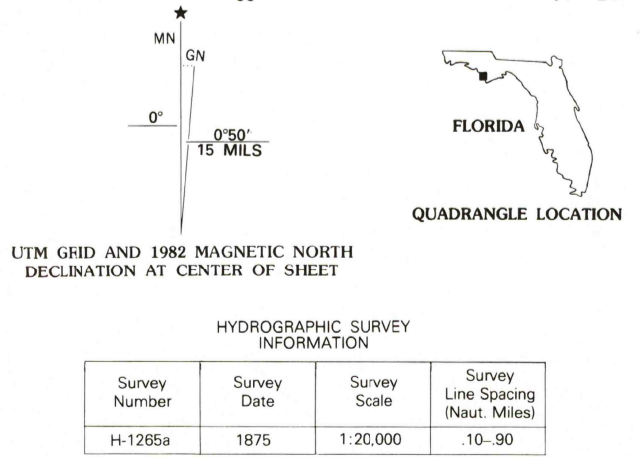 ★
MN
GN
0°
0°50'
15 MILS
UTM GRID AND 1982 MAGNETIC NORTH
DECLINATION AT CENTER OF SHEET
FLORIDA
QUADRANGLE LOCATION
HYDROGRAPHIC SURVEY
INFORMATION
Survey Number
Survey Date
Survey Scale
Survey Line Spacing (Naut. Miles)
H-1265a 1875 1:20,000 .10–.90